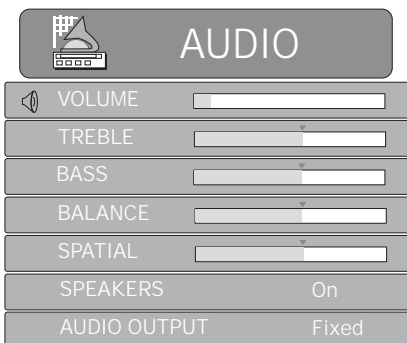 AUDIO
VOLUME
TREBLE
BASS
BALANCE
SPATIAL
SPEAKERS On
AUDIO OUTPUT Fixed